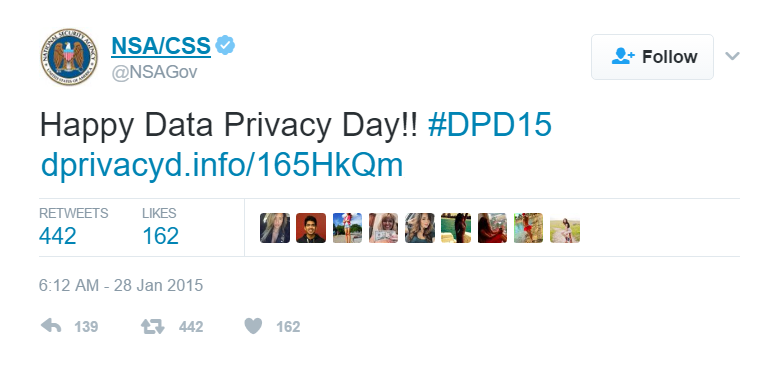 NSA/CSS
@NSAGov
Follow
Happy Data Privacy Day!! #DPD15
dprivacyd.info/165HkQm
RETWEETS LIKES
442 162
6:12 AM - 28 Jan 2015
139 442 162